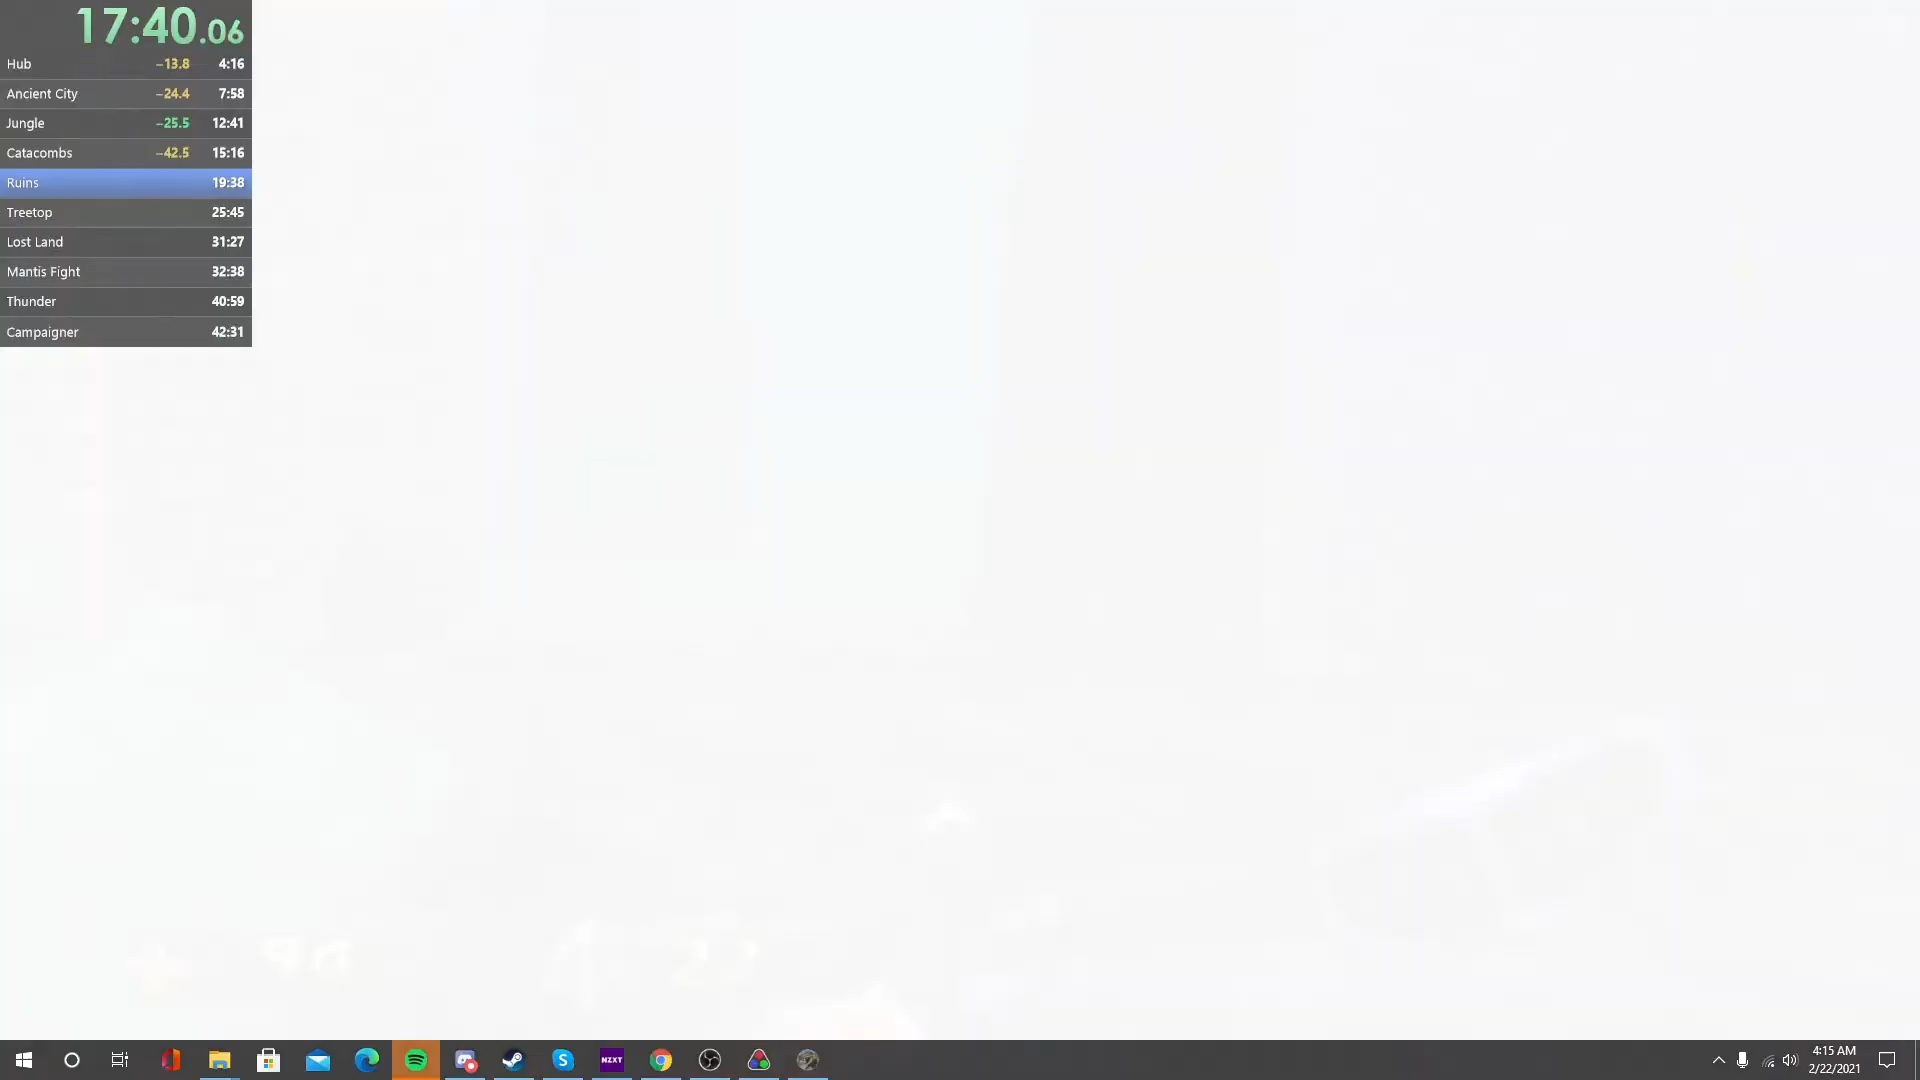 17:40.06
Hub −13.8 4:16
Ancient City −24.4 7:58
Jungle −25.5 12:41
Catacombs −42.5 15:16
Ruins 19:38
Treetop 25:45
Lost Land 31:27
Mantis Fight 32:38
Thunder 40:59
Campaigner 42:31
NZXT
4:15 AM
2/22/2021